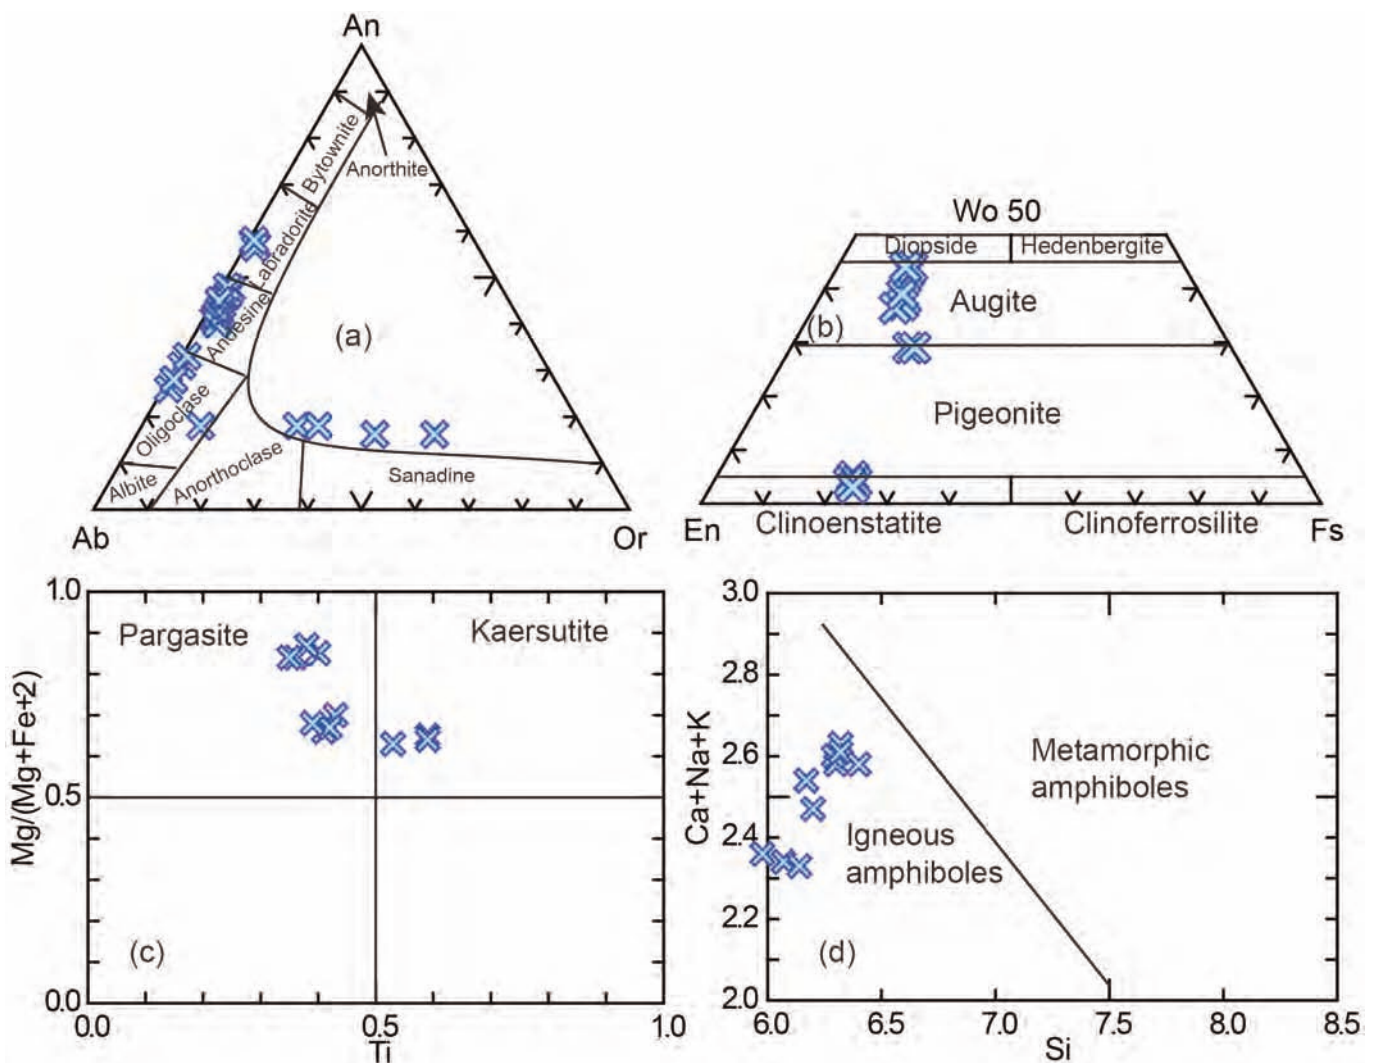 An
Bytownite
Anorthite
Labradorite
Andesine
(a)
Oligoclase
Albite
Anorthoclase
Sanadine
Ab
Or
Wo 50
Diopside
Hedenbergite
Augite
(b)
Pigeonite
En
Clinoenstatite
Clinoferrosilite
Fs
1.0
Pargasite
Kaersutite
Mg/(Mg+Fe+2)
0.5
(c)
0.0
0.0
0.5
1.0
Ti
3.0
2.8
2.6
2.4
2.2
2.0
Ca+Na+K
Metamorphic
amphiboles
Igneous
amphiboles
(d)
6.0
6.5
7.0
7.5
8.0
8.5
Si